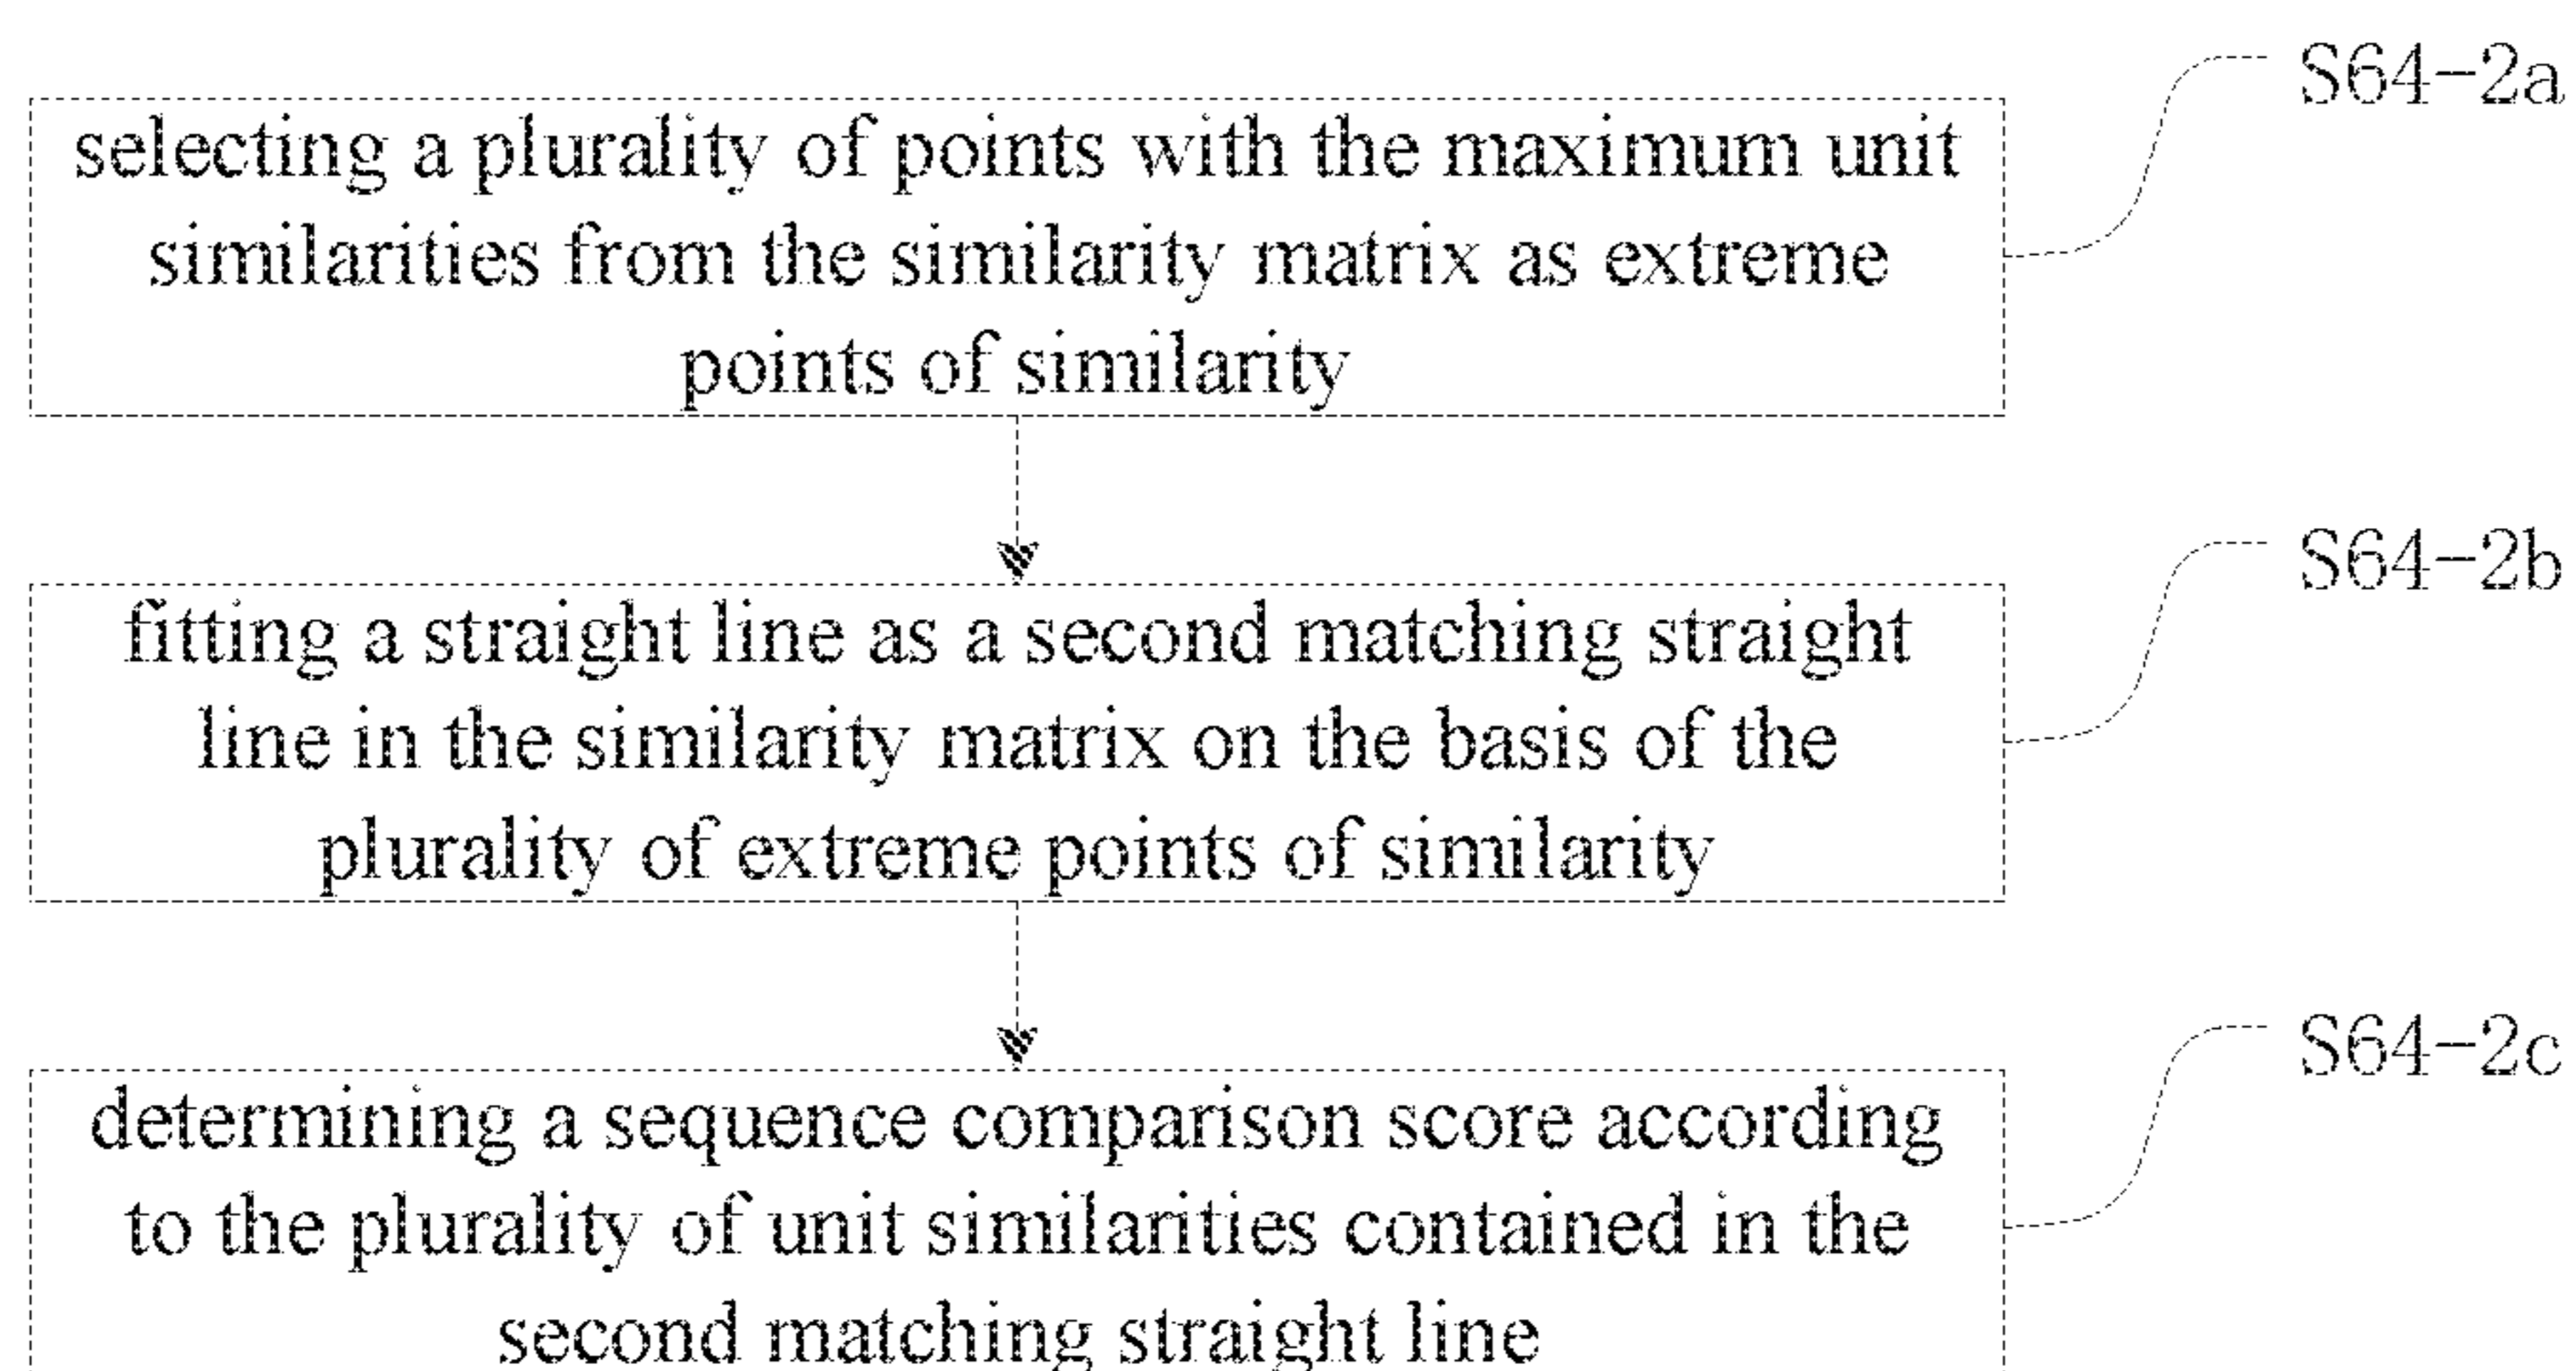 S64-2a
selecting a plurality of points with the maximum unit
similarities from the similarity matrix as extreme
points of similarity
S64-2b
fitting a straight line as a second matching straight
line in the similarity matrix on the basis of the
plurality of extreme points of similarity
S64-2c
determining a sequence comparison score according
to the plurality of unit similarities contained in the
second matching straight line